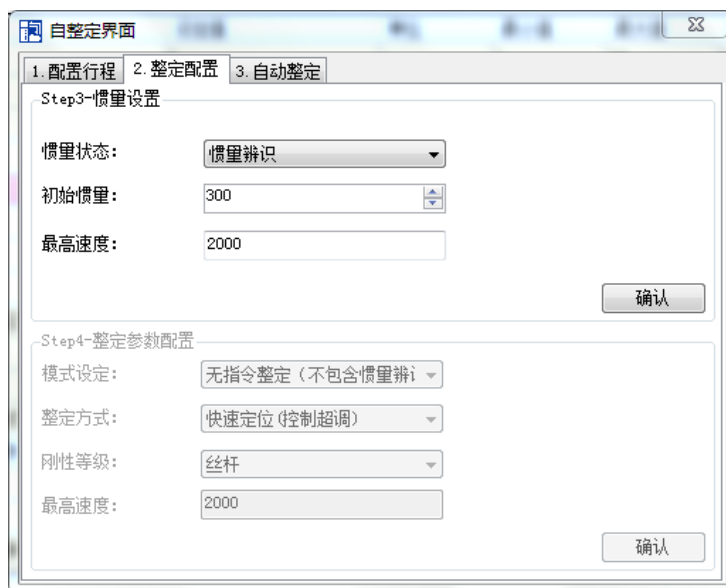 自整定界面
1.配置行程 2.整定配置 3.自动整定
Step3-惯量设置
惯量状态: 惯量辨识
初始惯量: 300
最高速度: 2000
确认
Step4-整定参数配置
模式设定: 无指令整定（不包含惯量辨
整定方式: 快速定位(控制超调)
刚性等级: 丝杆
最高速度: 2000
确认